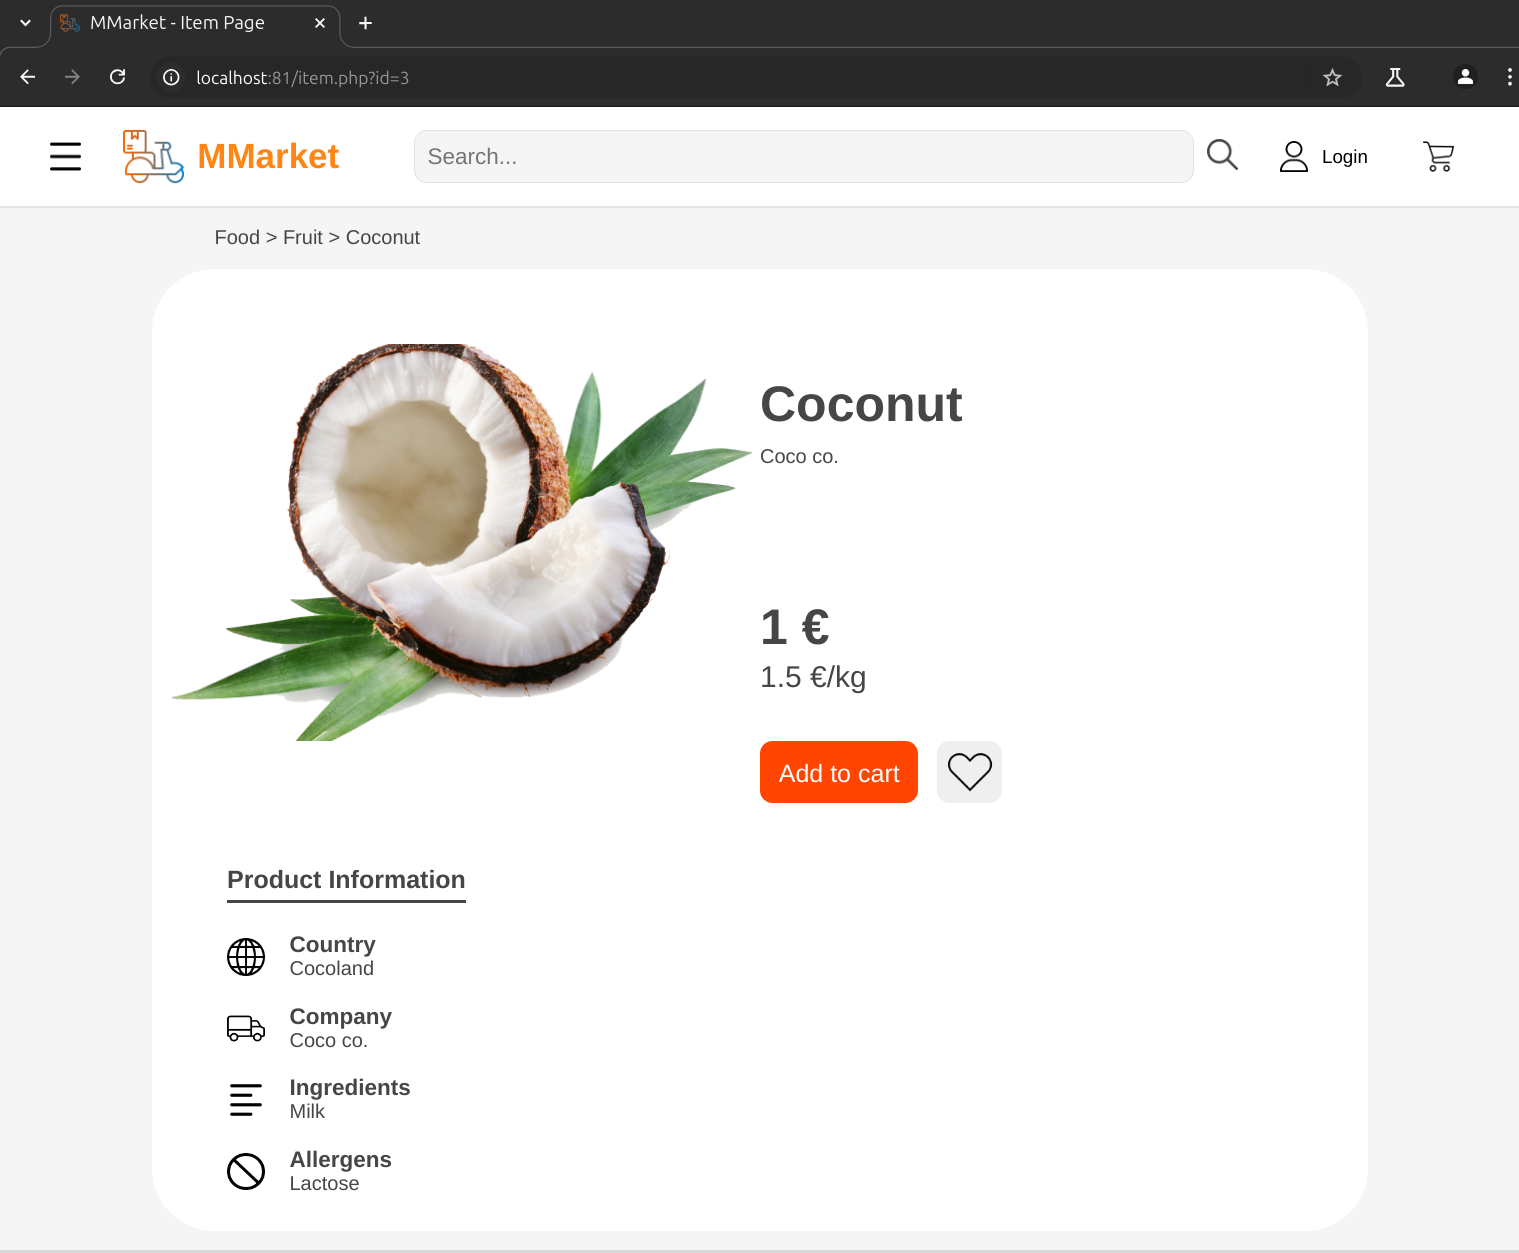 MMarket - Item Page
localhost:81/item.php?id=3
MMarket
Search...
Login
Food > Fruit > Coconut
Coconut
Coco co.
1 €
1.5 €/kg
Add to cart
Product Information
Country
Cocoland
Company
Coco co.
Ingredients
Milk
Allergens
Lactose